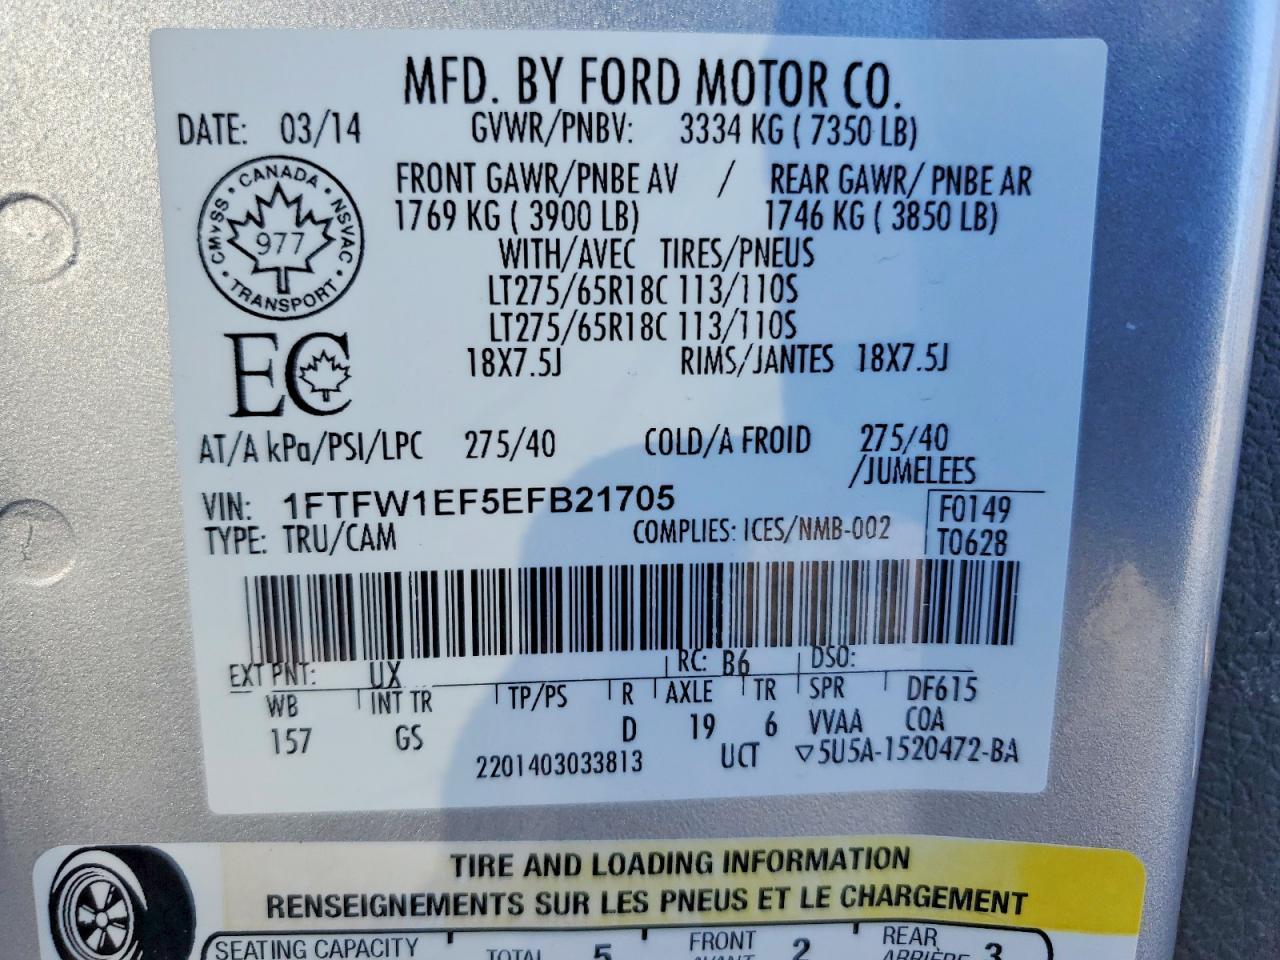 MFD. BY FORD MOTOR CO.
DATE: 03/14 GVWR/PNBV: 3334 KG ( 7350 LB)
CANADA NSVAC TRANSPORT CMVSS
977
FRONT GAWR/PNBE AV / REAR GAWR/ PNBE AR
1769 KG ( 3900 LB) 1746 KG ( 3850 LB)
WITH/AVEC TIRES/PNEUS
LT275/65R18C 113/110S
LT275/65R18C 113/110S
EC
18X7.5J RIMS/JANTES 18X7.5J
AT/A kPa/PSI/LPC 275/40 COLD/A FROID 275/40
/JUMELEES
VIN: 1FTFW1EF5EFB21705 F0149
TYPE: TRU/CAM COMPLIES: ICES/NMB-002 T0628
EXT PNT: UX RC: B6 DSO:
WB INT TR TP/PS R AXLE TR SPR DF615
157 GS D 19 6 VVAA COA
2201403033813 UCT ▽5U5A-1520472-BA
TIRE AND LOADING INFORMATION
RENSEIGNEMENTS SUR LES PNEUS ET LE CHARGEMENT
SEATING CAPACITY TOTAL 5 FRONT 2 REAR 3
AVANT ARRIÈRE